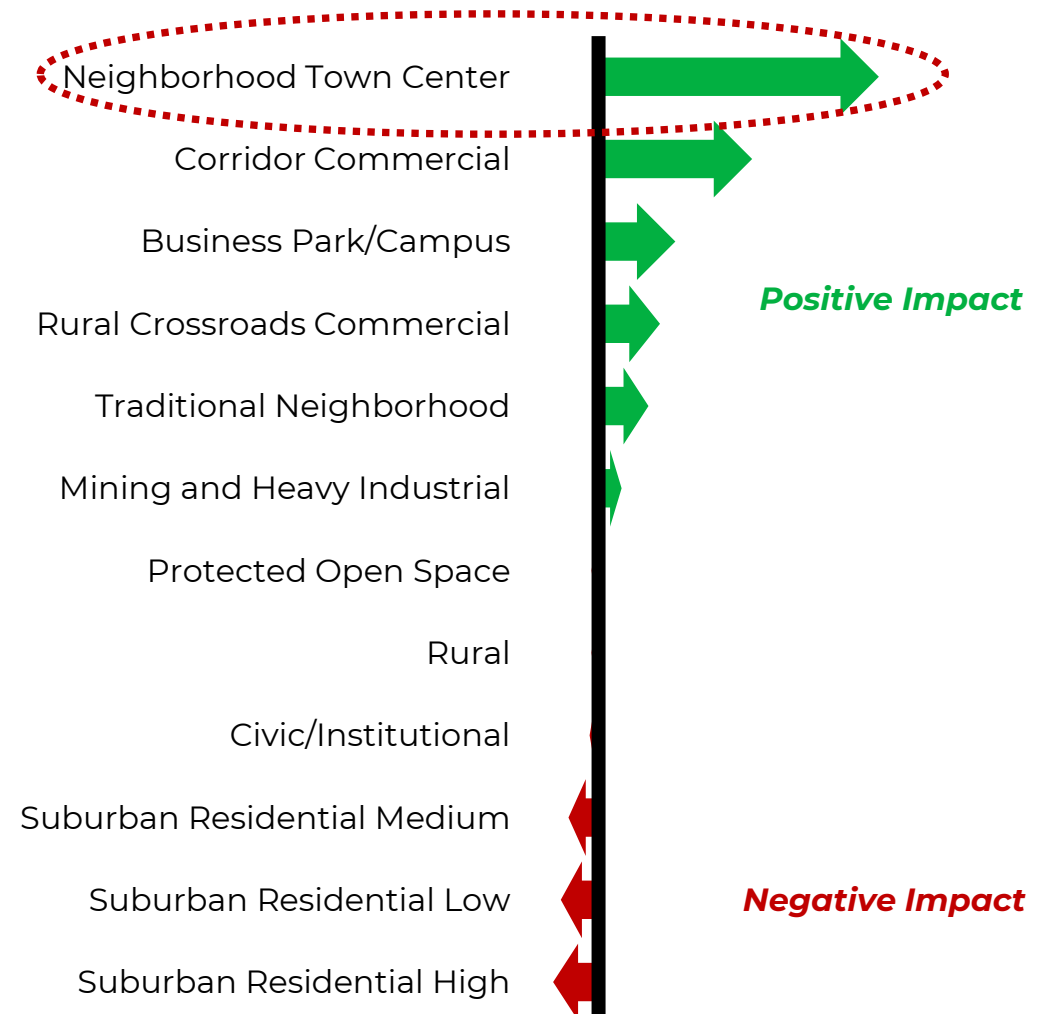 Neighborhood Town Center
Corridor Commercial
Business Park/Campus
Positive Impact
Rural Crossroads Commercial
Traditional Neighborhood
Mining and Heavy Industrial
Protected Open Space
Rural
Civic/Institutional
Suburban Residential Medium
Suburban Residential Low
Negative Impact
Suburban Residential High